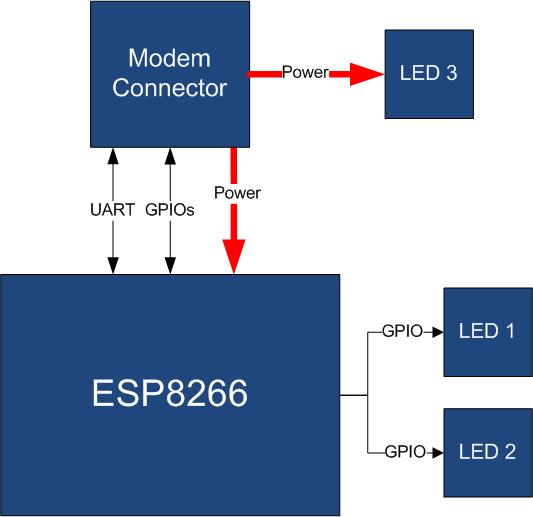 Modem
Connector
Power
LED 3
UART
GPIOs
Power
ESP8266
GPIO
LED 1
GPIO
LED 2